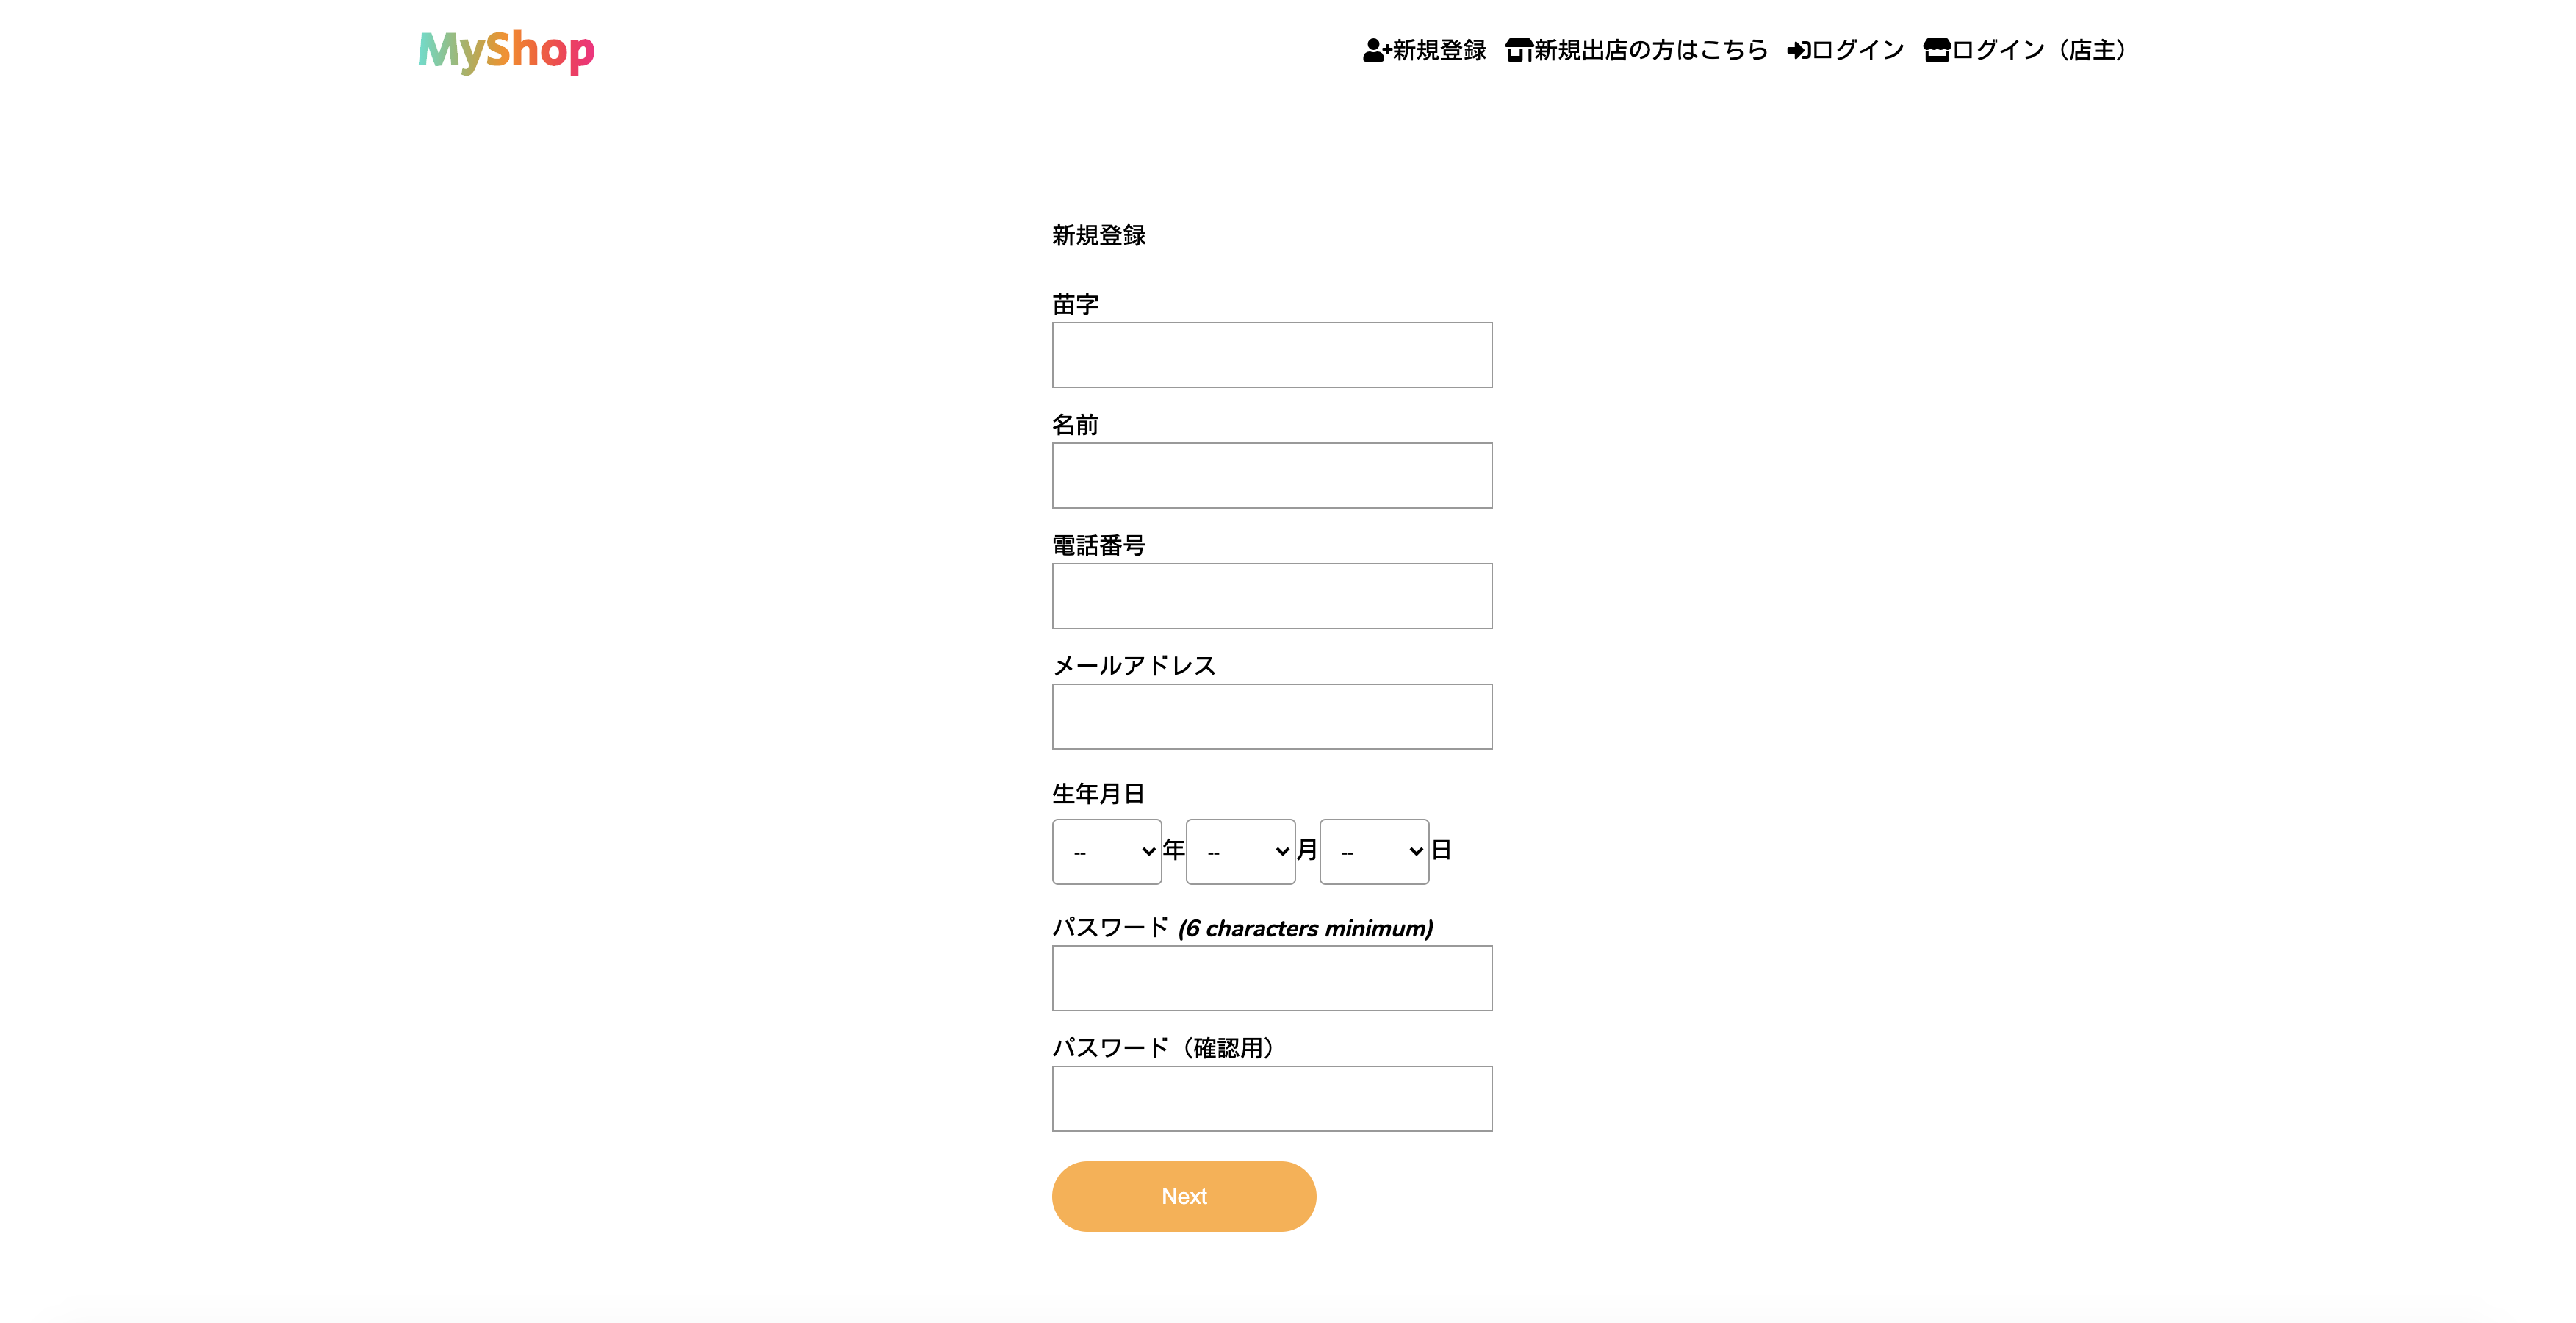 MyShop
新規登録 新規出店の方はこちら ログイン ログイン（店主）
新規登録
苗字
名前
電話番号
メールアドレス
生年月日
-- 年 -- 月 -- 日
パスワード (6 characters minimum)
パスワード（確認用）
Next